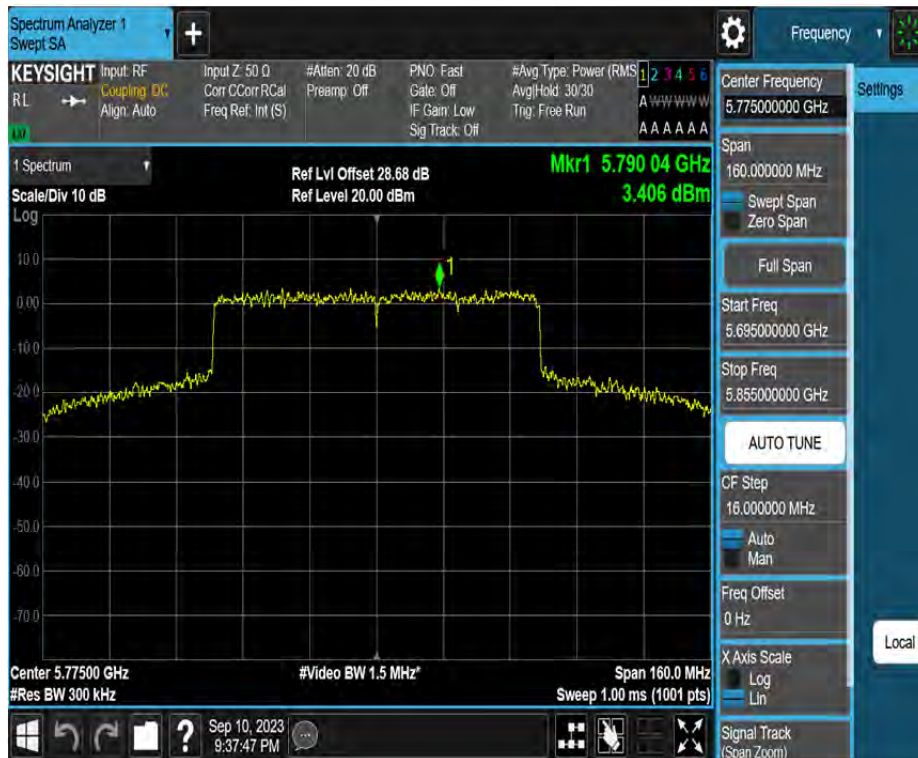 Spectrum Analyzer 1
Swept SA
+
Frequency
KEYSIGHT
RL
LXI
Input: RF
Coupling: DC
Align: Auto
Input Z: 50 Ω
Corr CCorr RCal
Freq Ref: Int (S)
#Atten: 20 dB
Preamp: Off
PNO: Fast
Gate: Off
IF Gain: Low
Sig Track: Off
#Avg Type: Power (RMS
Avg|Hold: 30/30
Trig: Free Run
1 2 3 4 5 6
A W W W W W
A A A A A A
1 Spectrum
Scale/Div 10 dB
Log
Ref Lvl Offset 28.68 dB
Ref Level 20.00 dBm
Mkr1 5.790 04 GHz
3.406 dBm
1
10.0
0.00
-10.0
-20.0
-30.0
-40.0
-50.0
-60.0
-70.0
Center 5.77500 GHz
#Res BW 300 kHz
#Video BW 1.5 MHz*
Span 160.0 MHz
Sweep 1.00 ms (1001 pts)
?
Sep 10, 2023
9:37:47 PM
Center Frequency
5.775000000 GHz
Span
160.000000 MHz
Swept Span
Zero Span
Full Span
Start Freq
5.695000000 GHz
Stop Freq
5.855000000 GHz
AUTO TUNE
CF Step
16.000000 MHz
Auto
Man
Freq Offset
0 Hz
X Axis Scale
Log
Lin
Signal Track
(Span Zoom)
Settings
Local